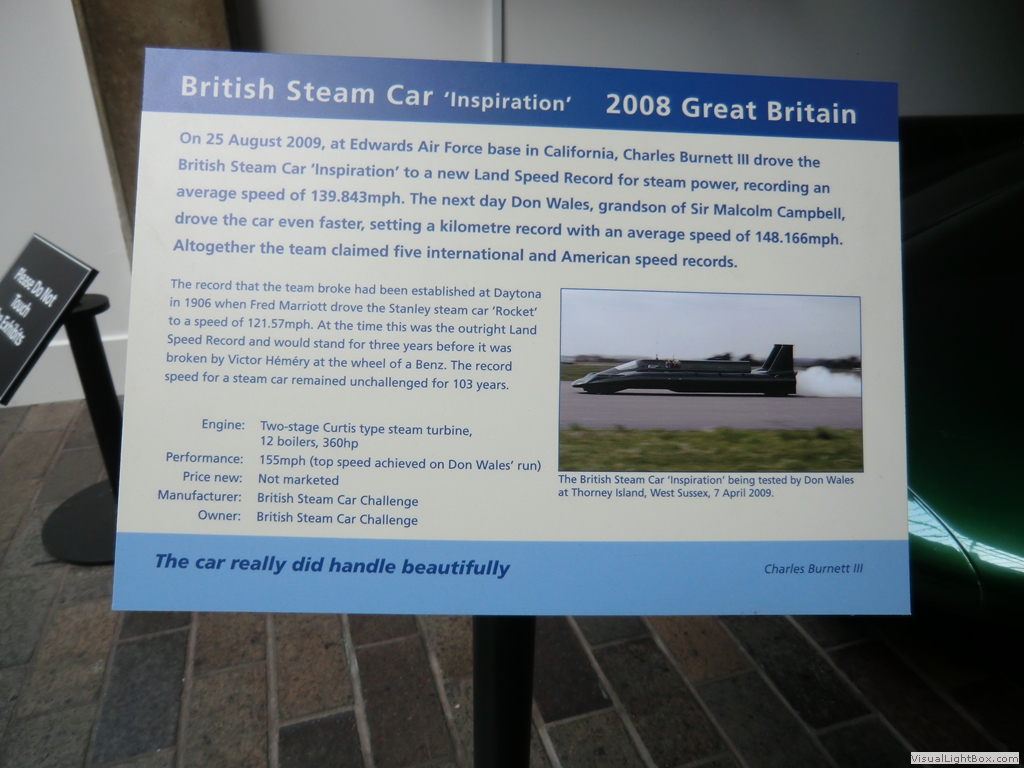 British Steam Car 'Inspiration' 2008 Great Britain
On 25 August 2009, at Edwards Air Force base in California, Charles Burnett III drove the
British Steam Car 'Inspiration' to a new Land Speed Record for steam power, recording an
average speed of 139.843mph. The next day Don Wales, grandson of Sir Malcolm Campbell,
drove the car even faster, setting a kilometre record with an average speed of 148.166mph.
Altogether the team claimed five international and American speed records.
The record that the team broke had been established at Daytona
in 1906 when Fred Marriott drove the Stanley steam car 'Rocket'
to a speed of 121.57mph. At the time this was the outright Land
Speed Record and would stand for three years before it was
broken by Victor Héméry at the wheel of a Benz. The record
speed for a steam car remained unchallenged for 103 years.
Engine: Two-stage Curtis type steam turbine,
12 boilers, 360hp
Performance: 155mph (top speed achieved on Don Wales' run)
Price new: Not marketed
Manufacturer: British Steam Car Challenge
Owner: British Steam Car Challenge
The British Steam Car 'Inspiration' being tested by Don Wales
at Thorney Island, West Sussex, 7 April 2009.
The car really did handle beautifully
Charles Burnett III
Please Do Not
Touch
Exhibits
VisualLightBox.com